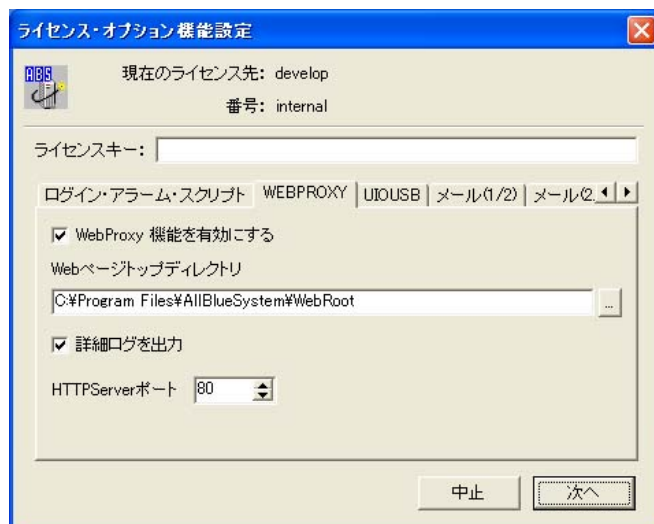 ライセンス・オプション機能設定
ABS
現在のライセンス先: develop
番号: internal
ライセンスキー:
ログイン・アラーム・スクリプト WEBPROXY UIOUSB メール(1/2) メール(2
WebProxy 機能を有効にする
Webページトップディレクトリ
C:¥Program Files¥AllBlueSystem¥WebRoot
...
詳細ログを出力
HTTPServerポート 80
中止 次へ